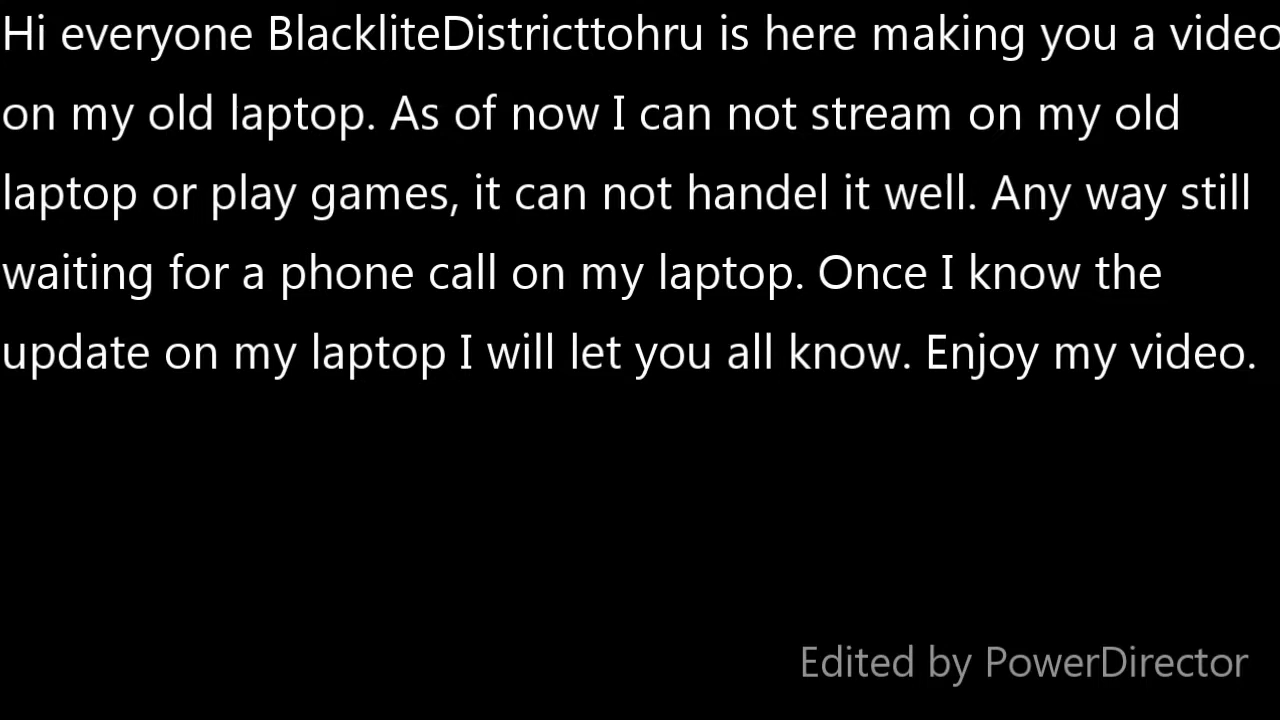 Hi everyone BlackliteDistricttohru is here making you a video
on my old laptop. As of now I can not stream on my old
laptop or play games, it can not handel it well. Any way still
waiting for a phone call on my laptop. Once I know the
update on my laptop I will let you all know. Enjoy my video.
Edited by PowerDirector